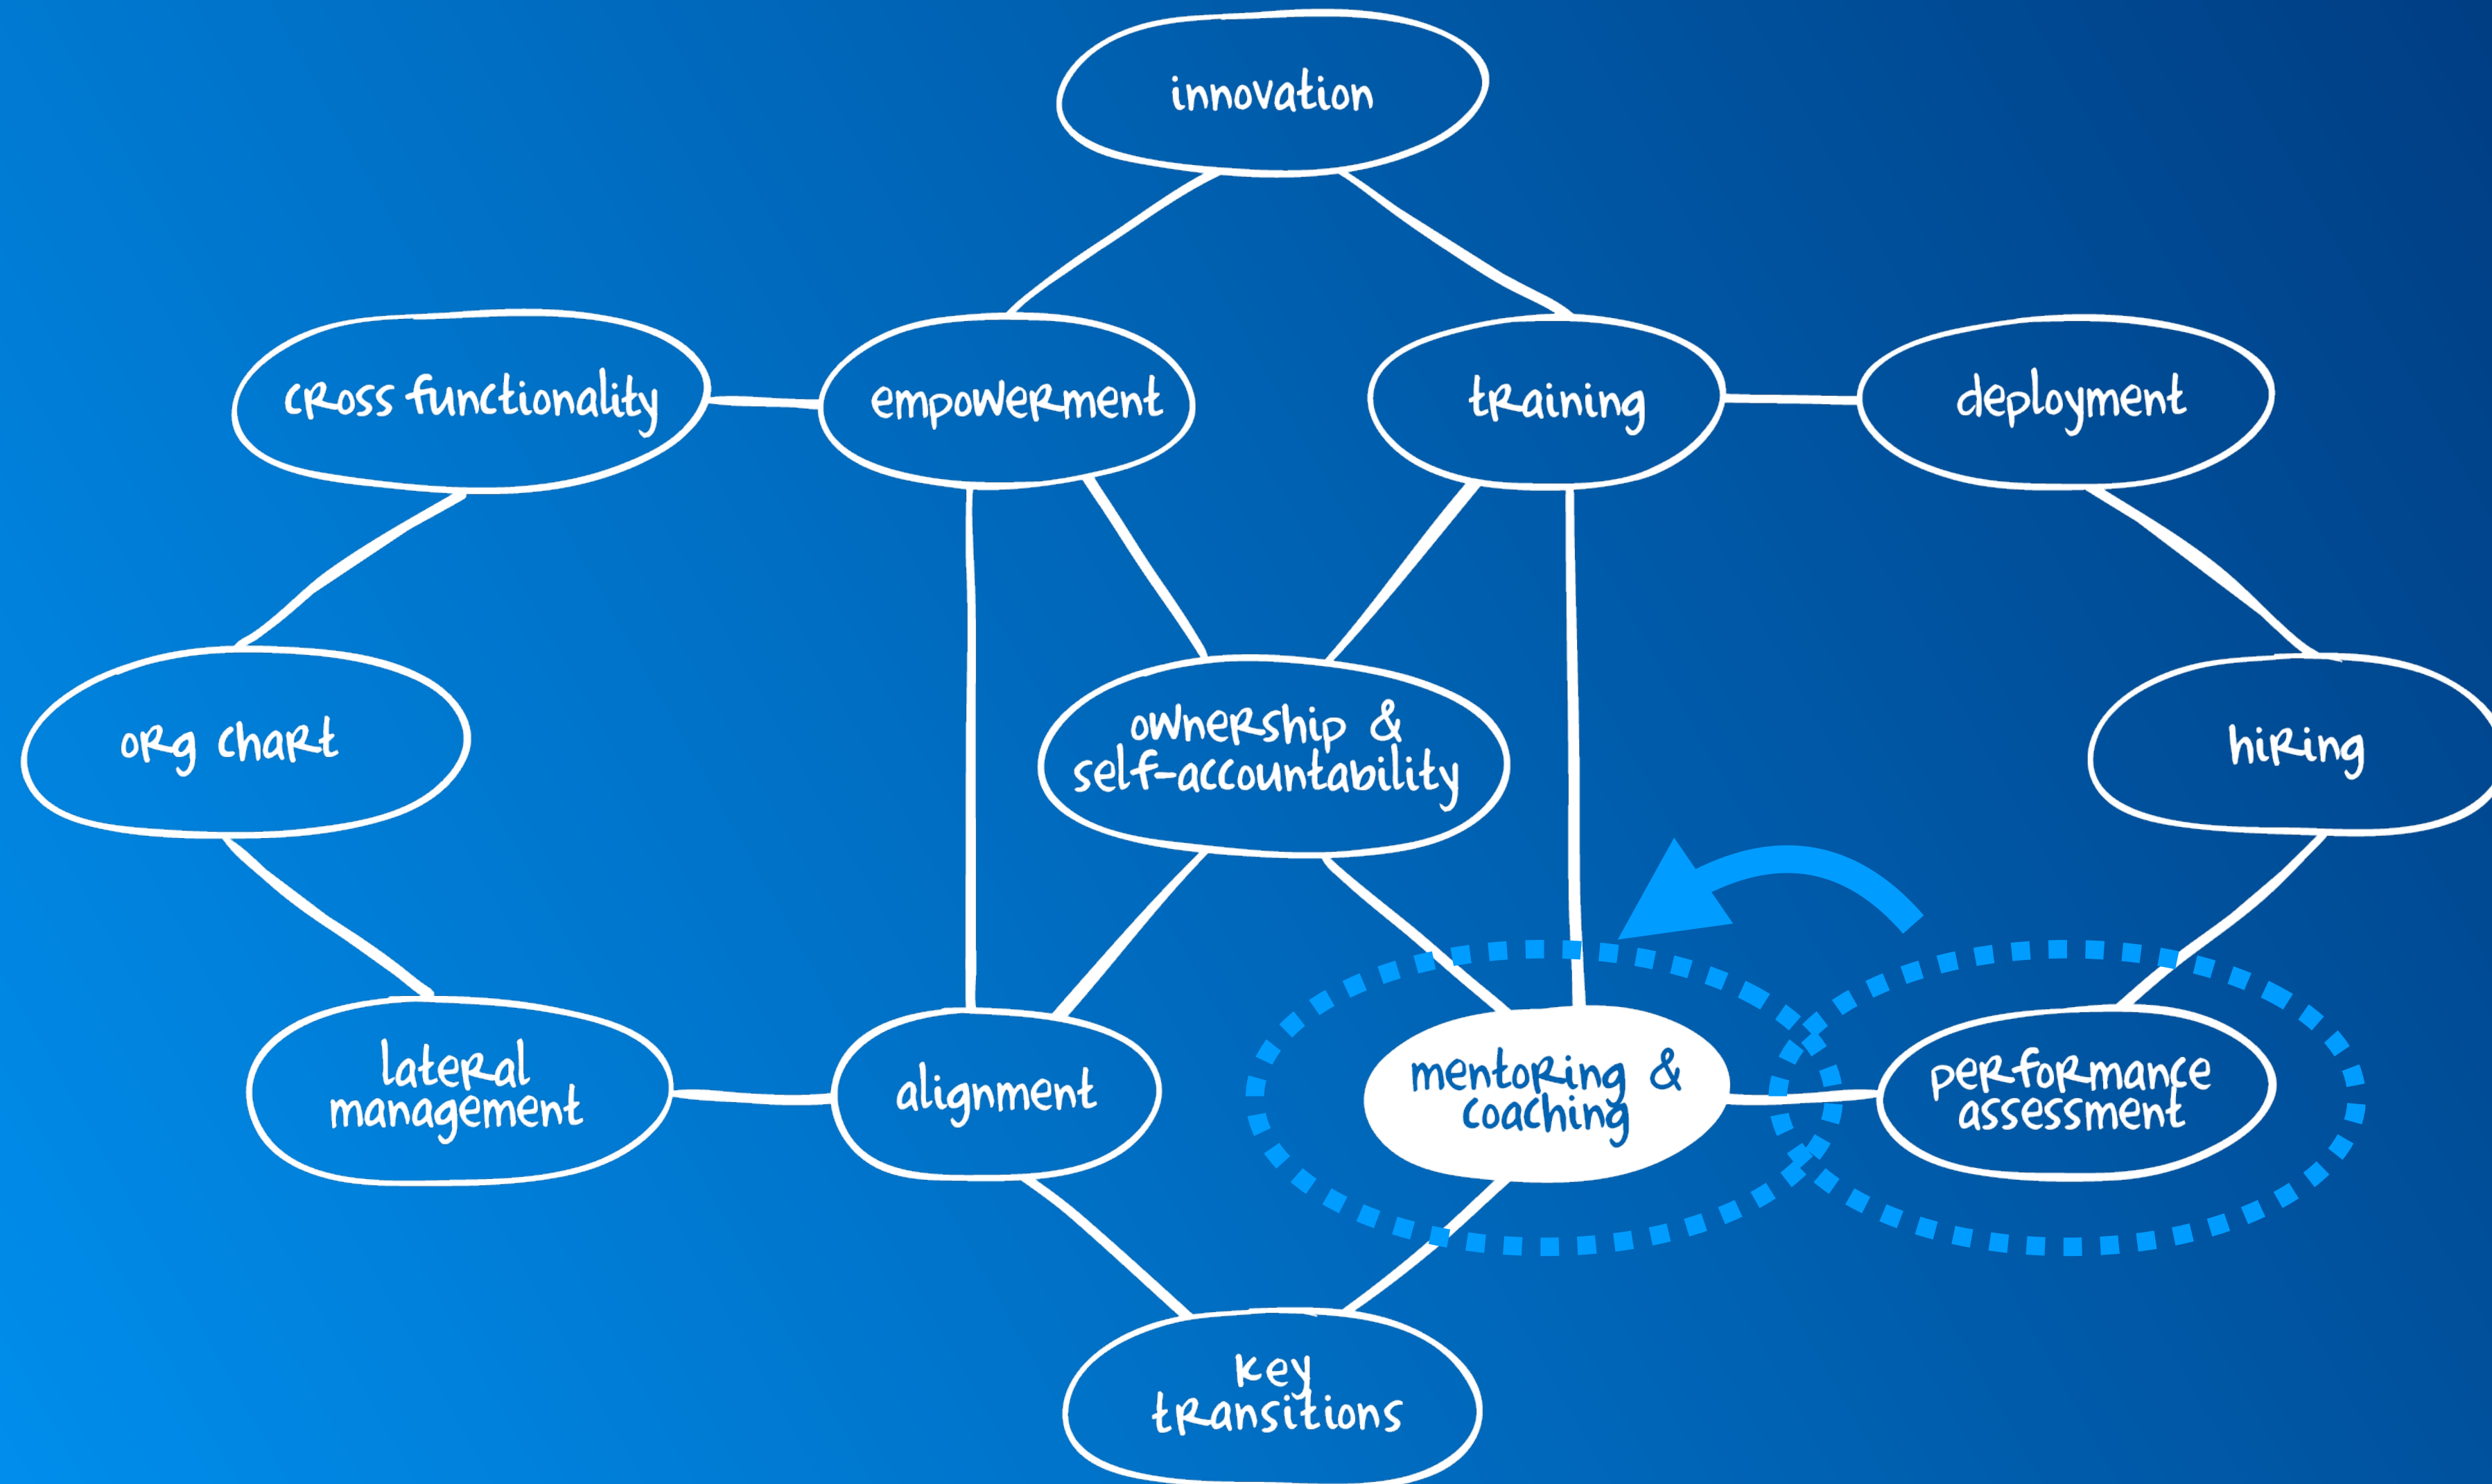 innovation
cross functionality
empowerment
training
deployment
org chart
ownership &
self-accountability
hiring
lateral
management
alignment
mentoring &
coaching
performance
assessment
key
transitions